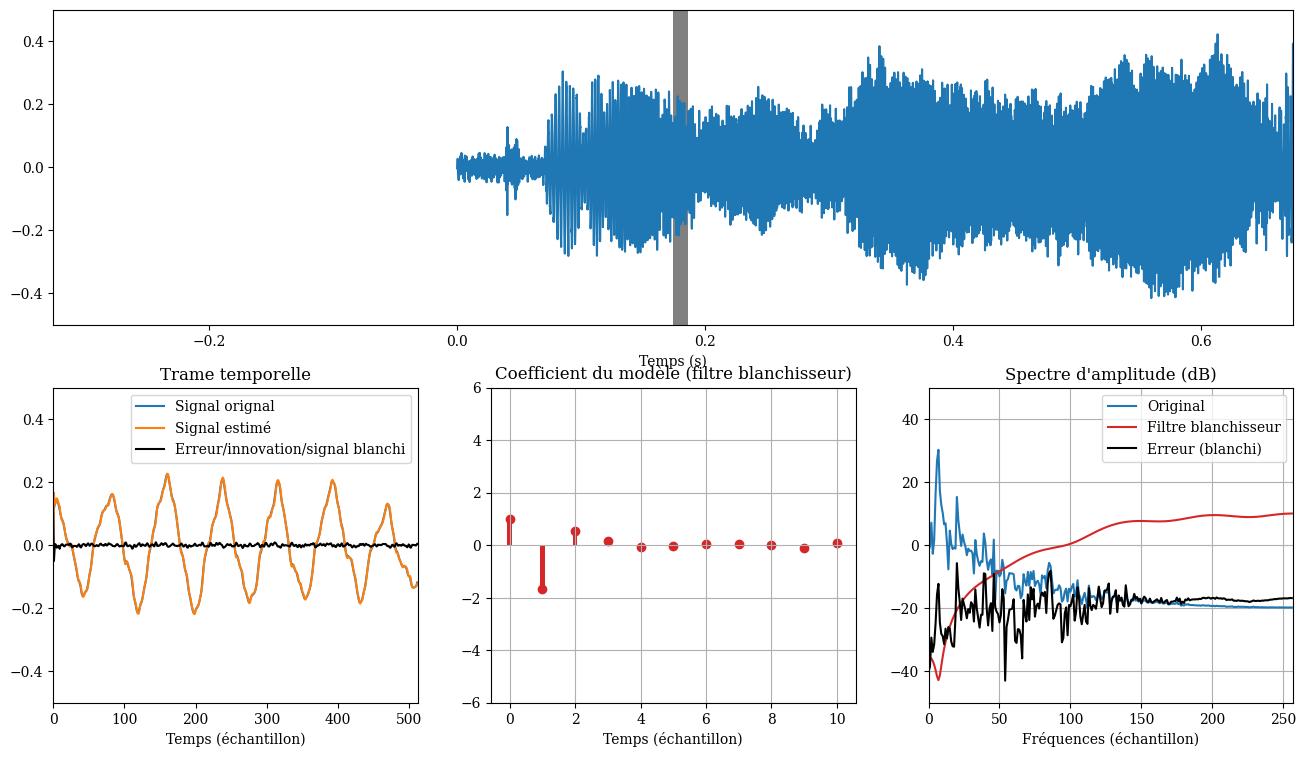 0.4
0.2
0.0
−0.2
−0.4
−0.2 0.0 0.2 0.4 0.6
Temps (s)
Trame temporelle
0.4
0.2
0.0
−0.2
−0.4
Signal orignal
Signal estimé
Erreur/innovation/signal blanchi
0 100 200 300 400 500
Temps (échantillon)
Coefficient du modèle (filtre blanchisseur)
6
4
2
0
−2
−4
−6
0 2 4 6 8 10
Temps (échantillon)
Spectre d'amplitude (dB)
40
20
0
−20
−40
Original
Filtre blanchisseur
Erreur (blanchi)
0 50 100 150 200 250
Fréquences (échantillon)